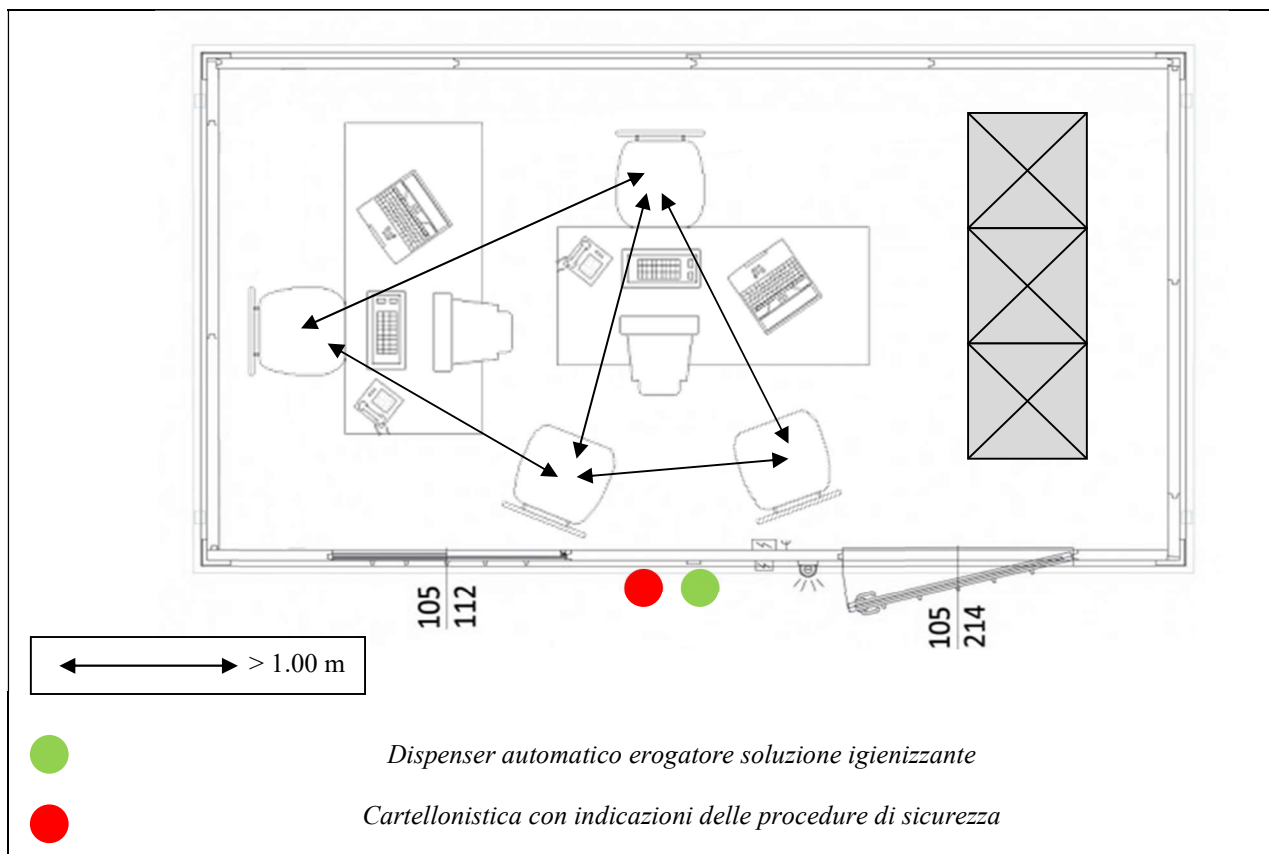 105
112
105
214
> 1.00 m
Dispenser automatico erogatore soluzione igienizzante
Cartellonistica con indicazioni delle procedure di sicurezza